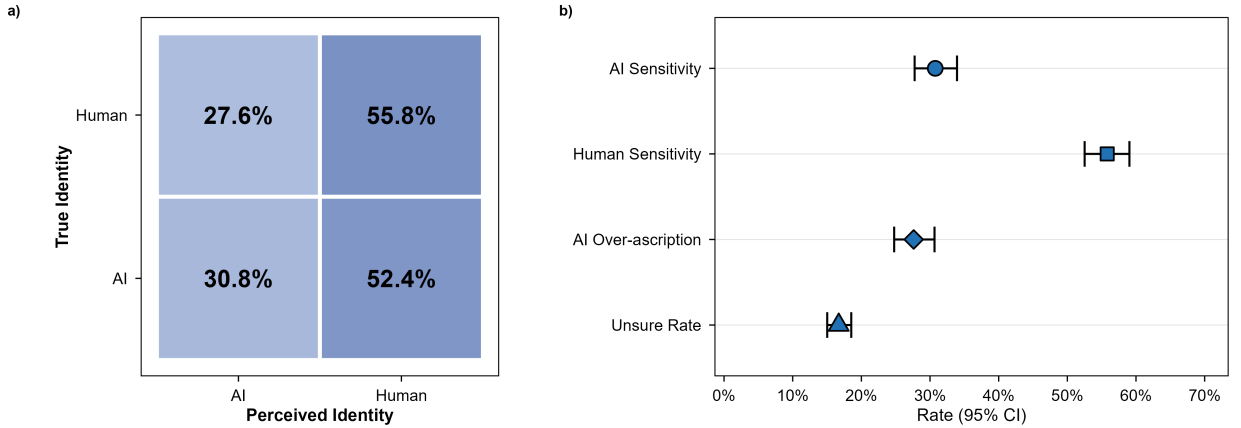 a)
True Identity
Human
AI
27.6%
55.8%
30.8%
52.4%
AI
Human
Perceived Identity
b)
AI Sensitivity
Human Sensitivity
AI Over-ascription
Unsure Rate
0%
10%
20%
30%
40%
50%
60%
70%
Rate (95% CI)